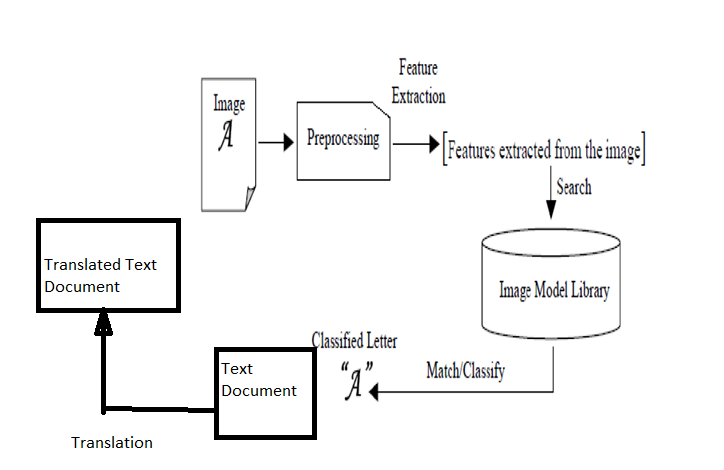 Feature
Extraction
Image
A
Preprocessing
[Features extracted from the image]
Search
Image Model Library
Match/Classify
Classified Letter
“A”
Text
Document
Translation
Translated Text
Document